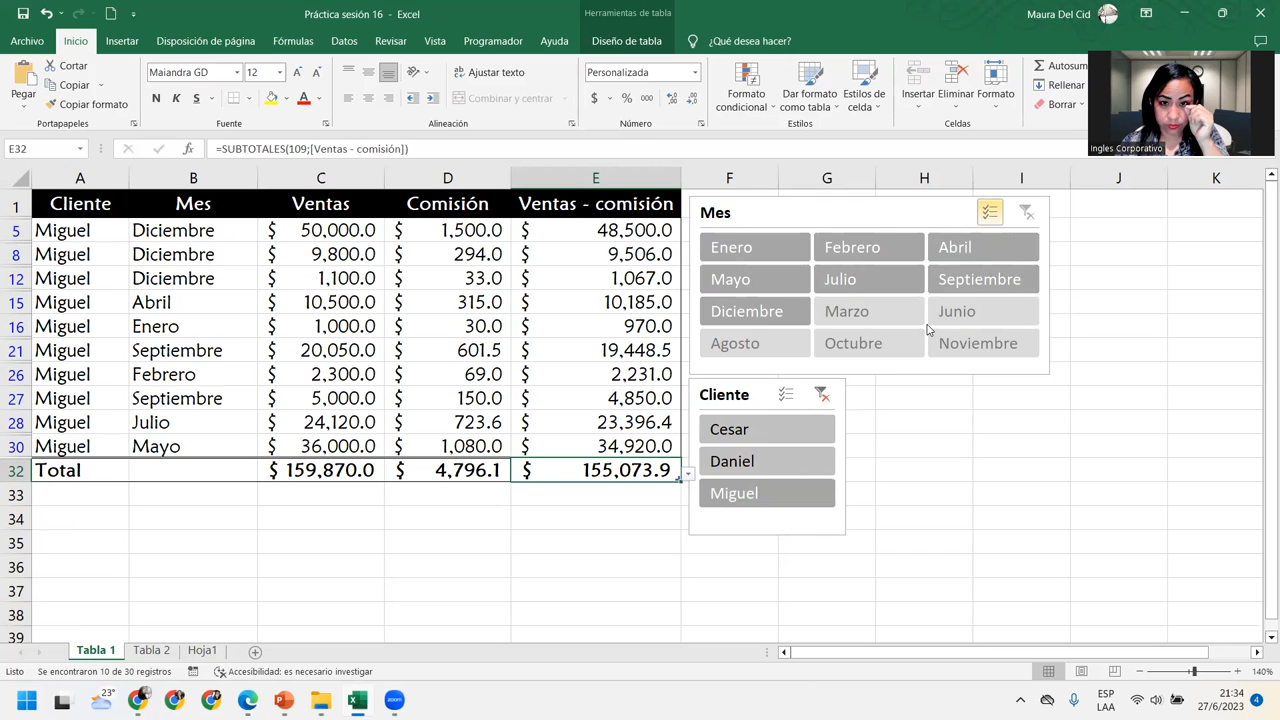 Práctica sesión 16 - Excel
Herramientas de tabla
Maura Del Cid
Archivo Inicio Insertar Disposición de página Fórmulas Datos Revisar Vista Programador Ayuda Diseño de tabla ¿Qué desea hacer?
Pegar
Cortar
Copiar
Copiar formato
Portapapeles
Maiandra GD 12
N K S
Fuente
Ajustar texto
Combinar y centrar
Alineación
Personalizada
$ % 000
Número
Formato condicional
Dar formato como tabla
Estilos de celda
Estilos
Insertar Eliminar Formato
Celdas
Autosum
Rellenar
Borrar
Ingles Corporativo
E32 fx =SUBTOTALES(109;[Ventas - comisión])
A B C D E F G H I J K
1 Cliente Mes Ventas Comisión Ventas - comisión
5 Miguel Diciembre $ 50,000.0 $ 1,500.0 $ 48,500.0
8 Miguel Diciembre $ 9,800.0 $ 294.0 $ 9,506.0
12 Miguel Diciembre $ 1,100.0 $ 33.0 $ 1,067.0
15 Miguel Abril $ 10,500.0 $ 315.0 $ 10,185.0
16 Miguel Enero $ 1,000.0 $ 30.0 $ 970.0
21 Miguel Septiembre $ 20,050.0 $ 601.5 $ 19,448.5
26 Miguel Febrero $ 2,300.0 $ 69.0 $ 2,231.0
27 Miguel Septiembre $ 5,000.0 $ 150.0 $ 4,850.0
28 Miguel Julio $ 24,120.0 $ 723.6 $ 23,396.4
30 Miguel Mayo $ 36,000.0 $ 1,080.0 $ 34,920.0
32 Total $ 159,870.0 $ 4,796.1 $ 155,073.9
33
34
35
36
37
38
39
Mes
Enero Febrero Abril
Mayo Julio Septiembre
Diciembre Marzo Junio
Agosto Octubre Noviembre
Cliente
Cesar
Daniel
Miguel
Tabla 1 Tabla 2 Hoja1
Listo Se encontraron 10 de 30 registros Accesibilidad: es necesario investigar 140%
23°
ESP
LAA
21:34
27/6/2023
4